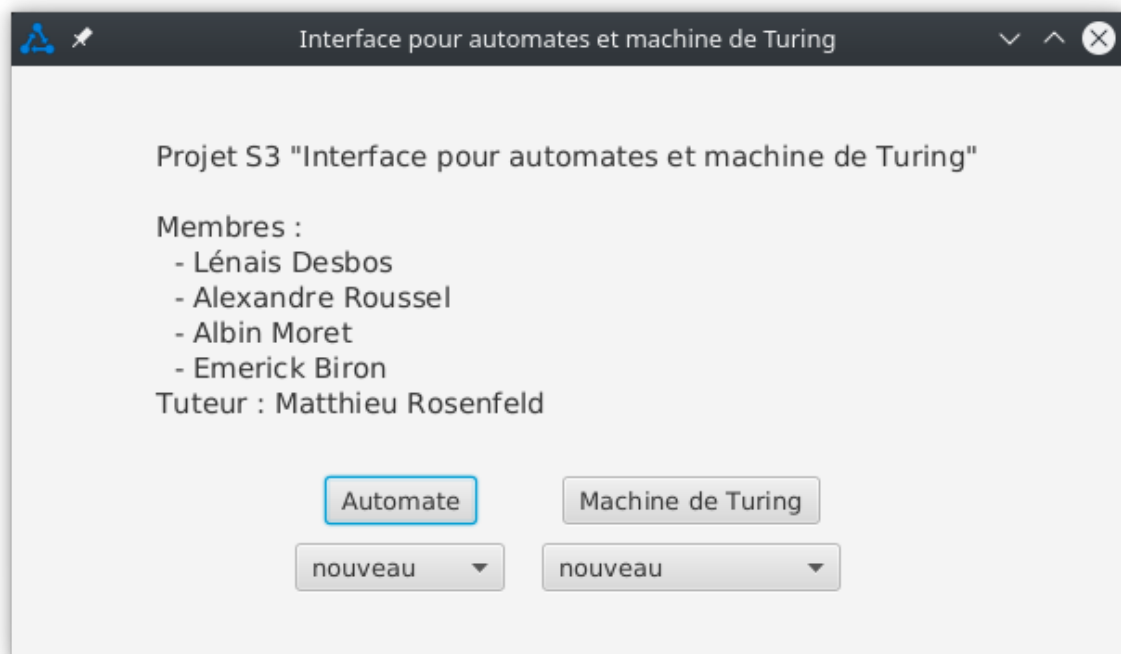 Interface pour automates et machine de Turing
Projet S3 "Interface pour automates et machine de Turing"
Membres :
- Lénais Desbos
- Alexandre Roussel
- Albin Moret
- Emerick Biron
Tuteur : Matthieu Rosenfeld
Automate
Machine de Turing
nouveau
nouveau